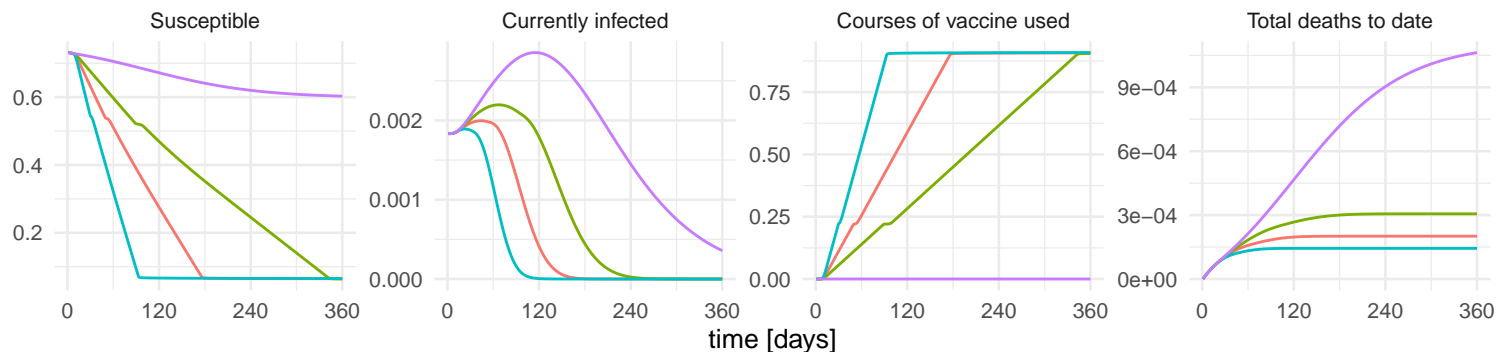 Susceptible
Currently infected
Courses of vaccine used
Total deaths to date
0.6
0.4
0.2
0 120 240 360
0.002
0.001
0.000
0 120 240 360
0.75
0.50
0.25
0.00
0 120 240 360
9e−04
6e−04
3e−04
0e+00
0 120 240 360
time [days]